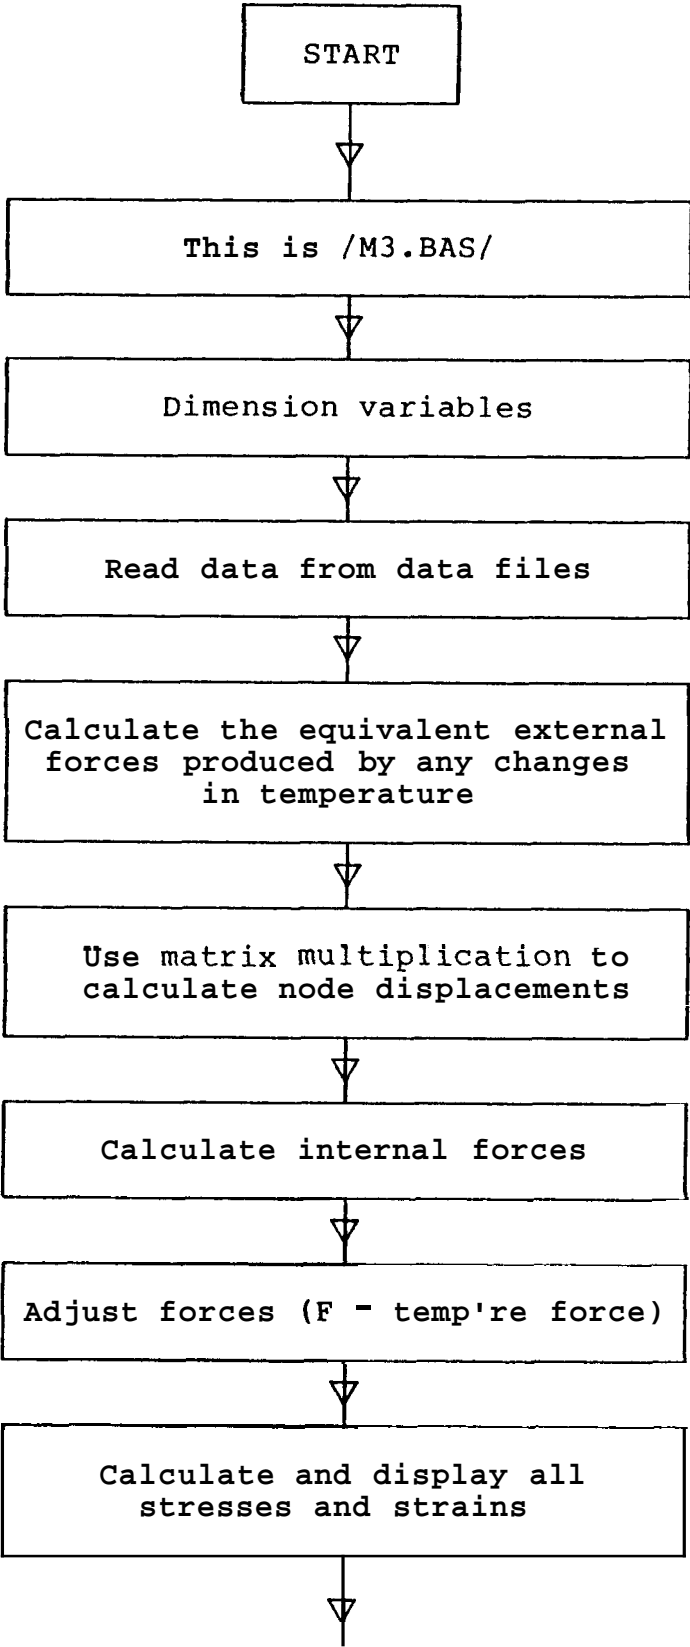 START
This is /M3.BAS/
Dimension variables
Read data from data files
Calculate the equivalent external
forces produced by any changes
in temperature
Use matrix multiplication to
calculate node displacements
Calculate internal forces
Adjust forces (F - temp're force)
Calculate and display all
stresses and strains